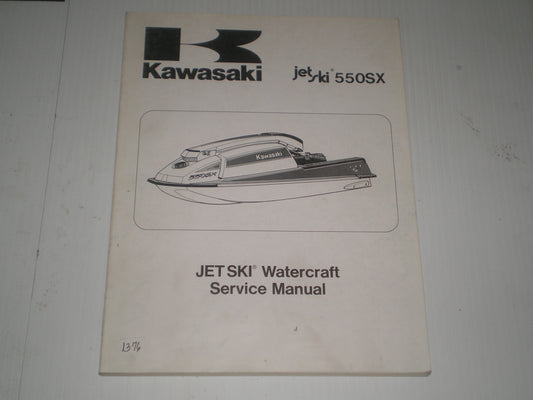 Kawasaki
jet ski® 550SX
Kawasaki
550SX
JET SKI® Watercraft
Service Manual
1376